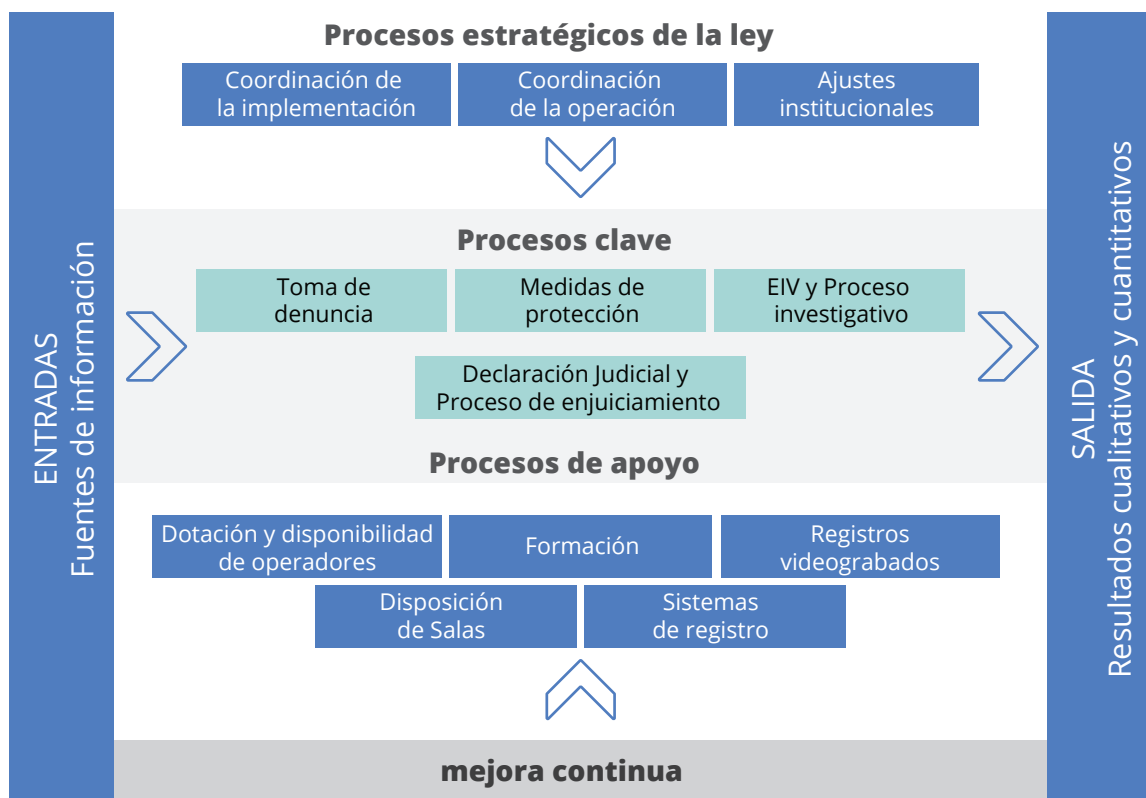 ENTRADAS
Fuentes de información
Procesos estratégicos de la ley
Coordinación de
la implementación
Coordinación
de la operación
Ajustes
institucionales
Procesos clave
Toma de
denuncia
Medidas de
protección
EIV y Proceso
investigativo
Declaración Judicial y
Proceso de enjuiciamiento
Procesos de apoyo
Dotación y disponibilidad
de operadores
Formación
Registros
videograbados
Disposición
de Salas
Sistemas
de registro
mejora continua
SALIDA
Resultados cualitativos y cuantitativos